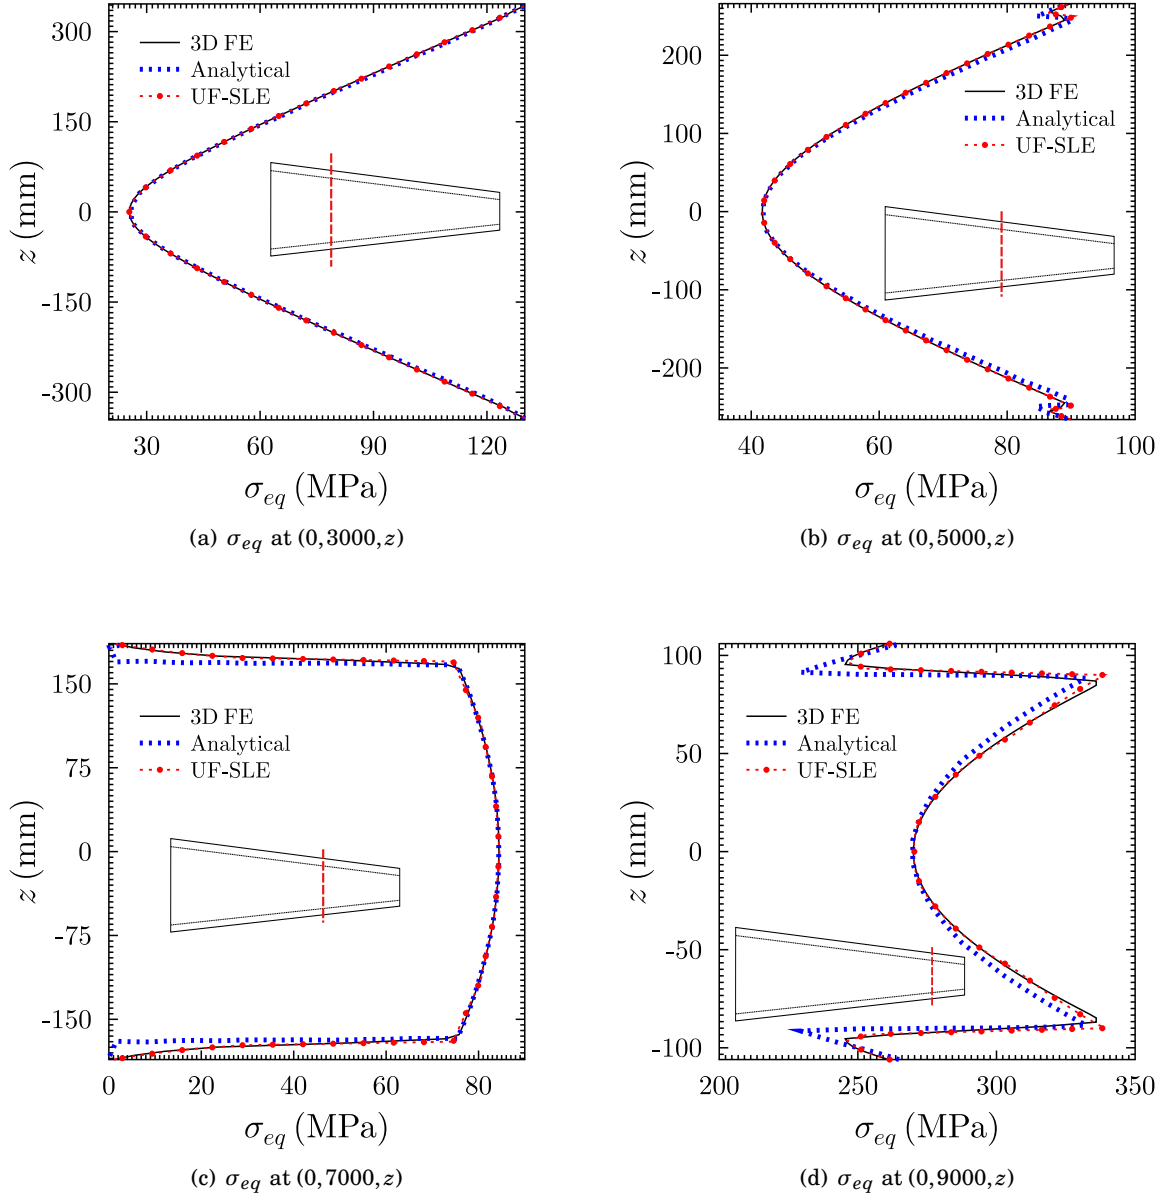 300
150
0
-150
-300
z (mm)
3D FE
Analytical
UF-SLE
30
60
90
120
σeq (MPa)
(a) σeq at (0,3000,z)
200
100
0
-100
-200
z (mm)
3D FE
Analytical
UF-SLE
40
60
80
100
σeq (MPa)
(b) σeq at (0,5000,z)
150
75
0
-75
-150
z (mm)
3D FE
Analytical
UF-SLE
0
20
40
60
80
σeq (MPa)
(c) σeq at (0,7000,z)
100
50
0
-50
-100
z (mm)
3D FE
Analytical
UF-SLE
200
250
300
350
σeq (MPa)
(d) σeq at (0,9000,z)